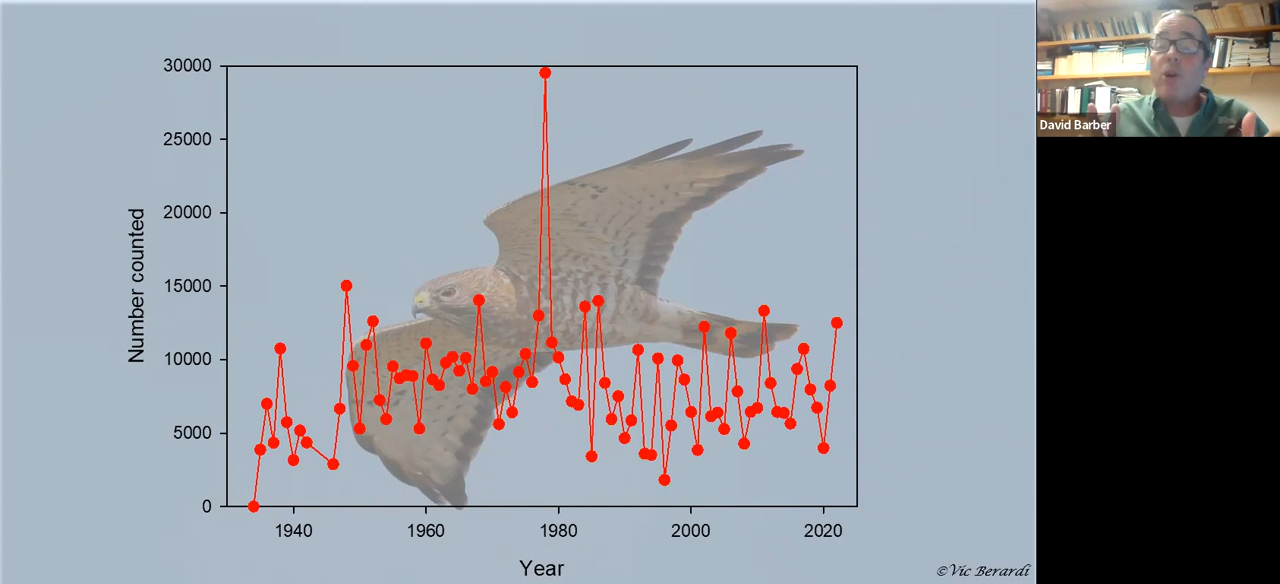 30000
25000
20000
15000
10000
5000
0
Number counted
1940 1960 1980 2000 2020
Year
©Vic Berardi
David Barber